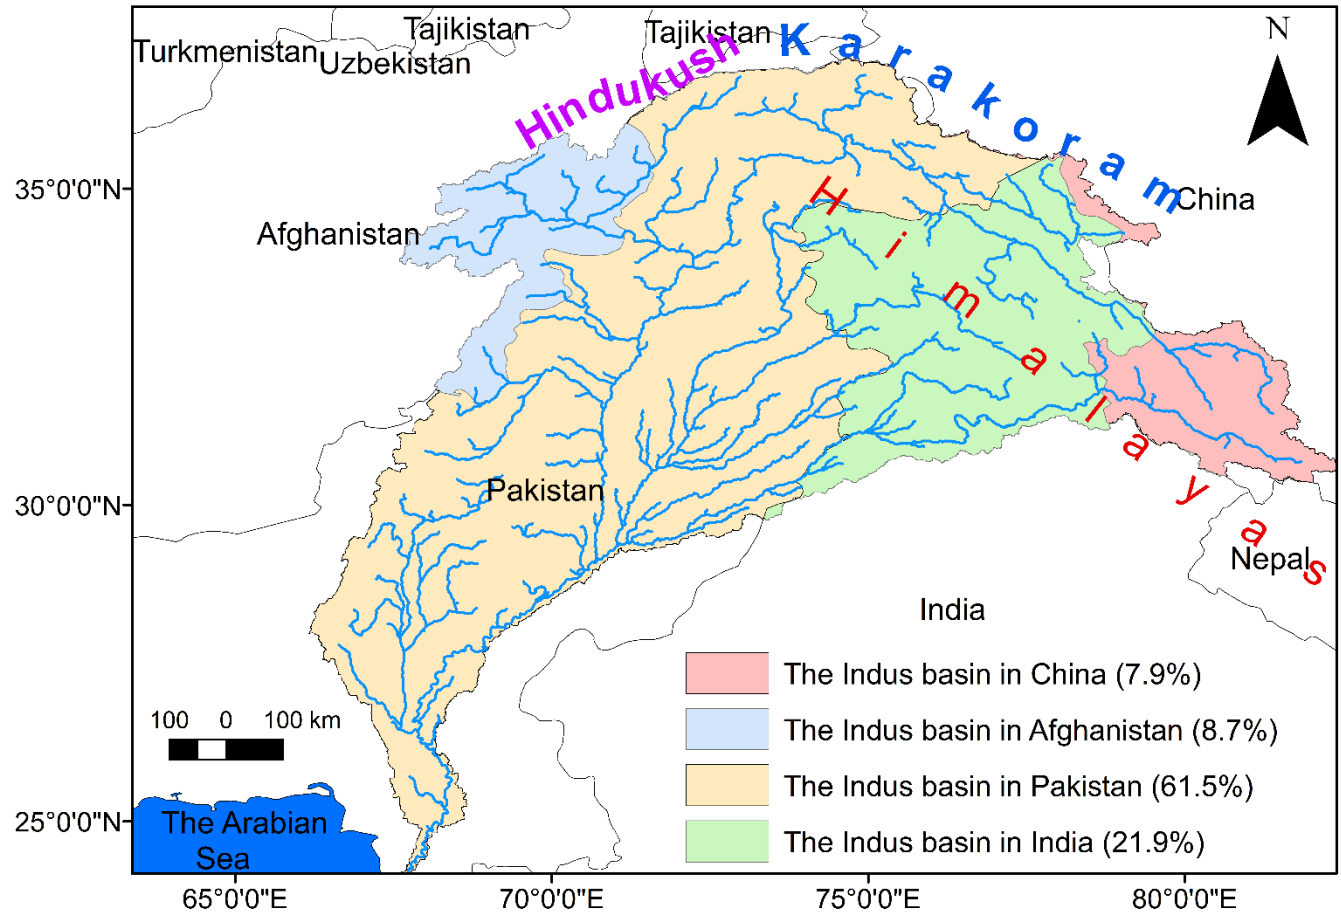 Tajikistan
Tajikistan
N
Turkmenistan
Uzbekistan
Hindukush
Karakoram
35°0'0"N
China
Afghanistan
Himalayas
30°0'0"N
Pakistan
Nepal
India
The Indus basin in China (7.9%)
The Indus basin in Afghanistan (8.7%)
The Indus basin in Pakistan (61.5%)
The Indus basin in India (21.9%)
100 0 100 km
25°0'0"N
The Arabian
Sea
65°0'0"E
70°0'0"E
75°0'0"E
80°0'0"E